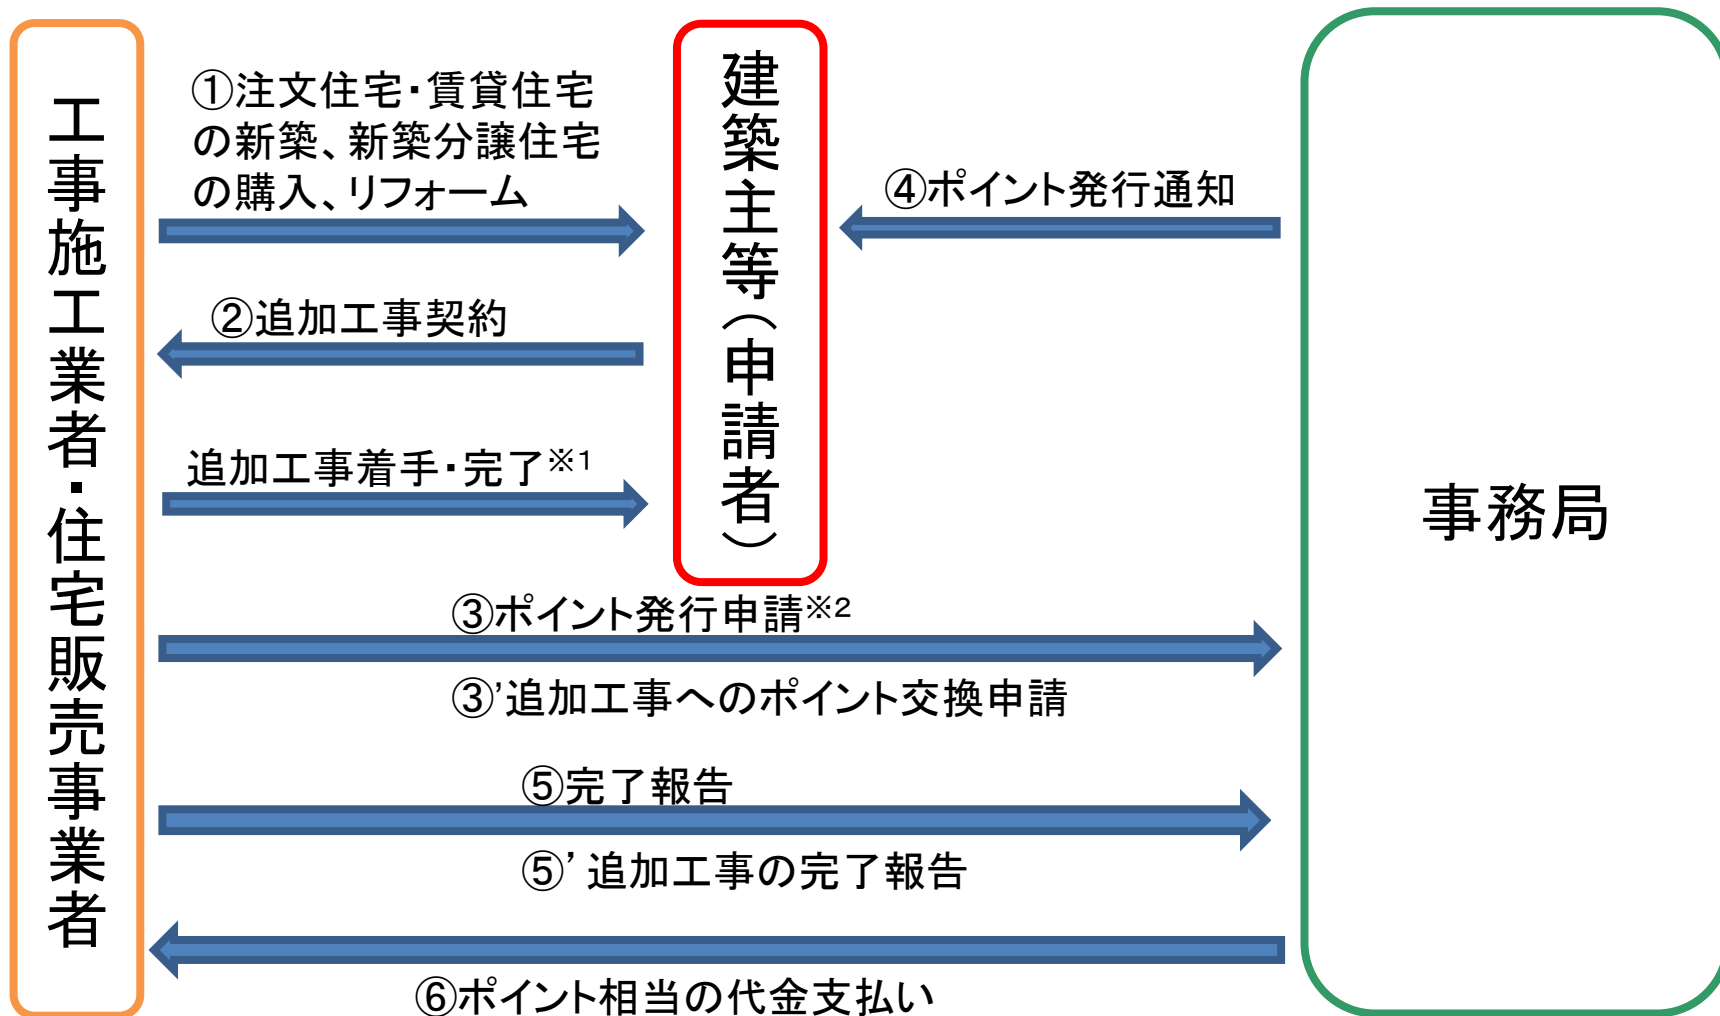 工事施工業者・住宅販売事業者
①注文住宅・賃貸住宅
の新築、新築分譲住宅
の購入、リフォーム
②追加工事契約
追加工事着手・完了※1
建築主等(申請者)
④ポイント発行通知
③ポイント発行申請※2
③’追加工事へのポイント交換申請
⑤完了報告
⑤’追加工事の完了報告
⑥ポイント相当の代金支払い
事務局